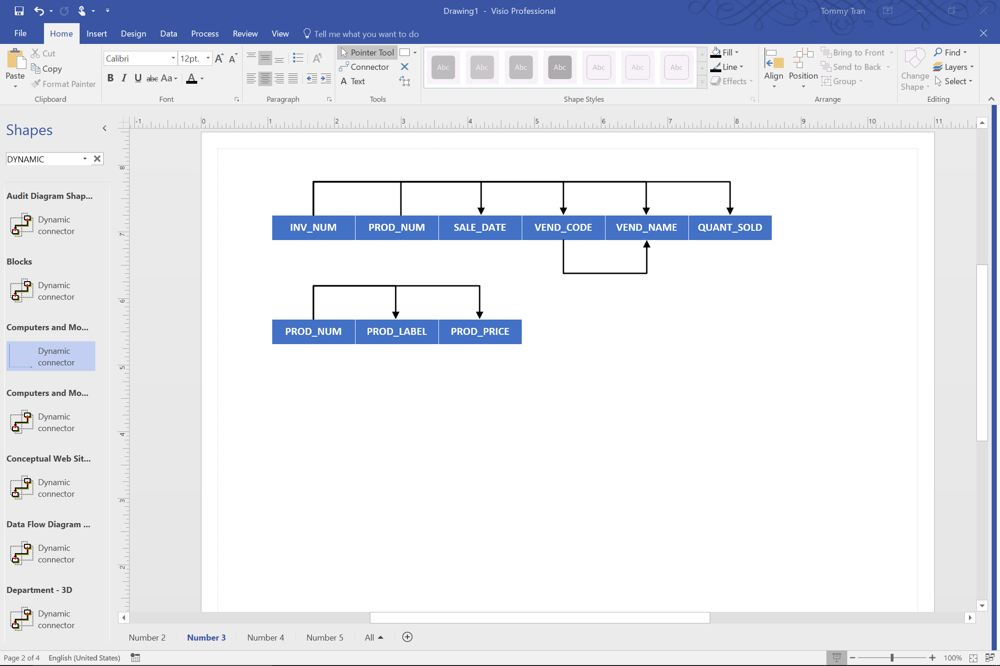 Drawing1 - Visio Professional
Tommy Tran
File Home Insert Design Data Process Review View Tell me what you want to do
Paste
Cut
Copy
Format Painter
Clipboard
Calibri 12pt. A A
B I U abc Aa A
Font
A
Paragraph
Pointer Tool
Connector
A Text
Tools
Abc Abc Abc Abc Abc Abc Abc
Shape Styles
Fill
Line
Effects
Align
Position
Bring to Front
Send to Back
Group
Arrange
Change
Shape
Find
Layers
Select
Editing
Shapes
DYNAMIC
Audit Diagram Shap...
Dynamic
connector
Blocks
Dynamic
connector
Computers and Mo...
Dynamic
connector
Computers and Mo...
Dynamic
connector
Conceptual Web Sit...
Dynamic
connector
Data Flow Diagram ...
Dynamic
connector
Department - 3D
Dynamic
connector
-1 0 1 2 3 4 5 6 7 8 9 10 11
8
7
6
5
4
3
2
INV_NUM PROD_NUM SALE_DATE VEND_CODE VEND_NAME QUANT_SOLD
PROD_NUM PROD_LABEL PROD_PRICE
Number 2 Number 3 Number 4 Number 5 All
Page 2 of 4 English (United States)
100%